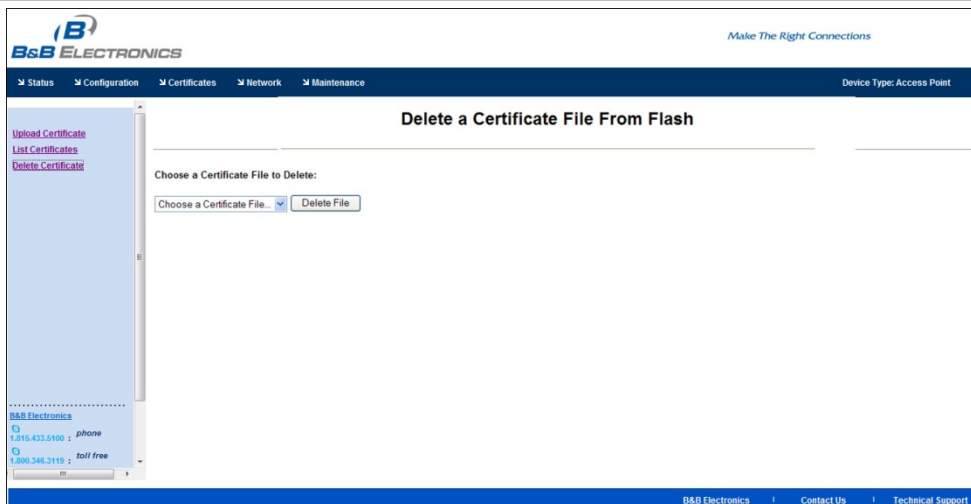 B
B&B ELECTRONICS
Make The Right Connections
Status Configuration Certificates Network Maintenance Device Type: Access Point
Upload Certificate
List Certificates
Delete Certificate
Delete a Certificate File From Flash
Choose a Certificate File to Delete:
Choose a Certificate File... Delete File
B&B Electronics
1.815.433.5100 : phone
1.800.346.3119 : toll free
B&B Electronics | Contact Us | Technical Support